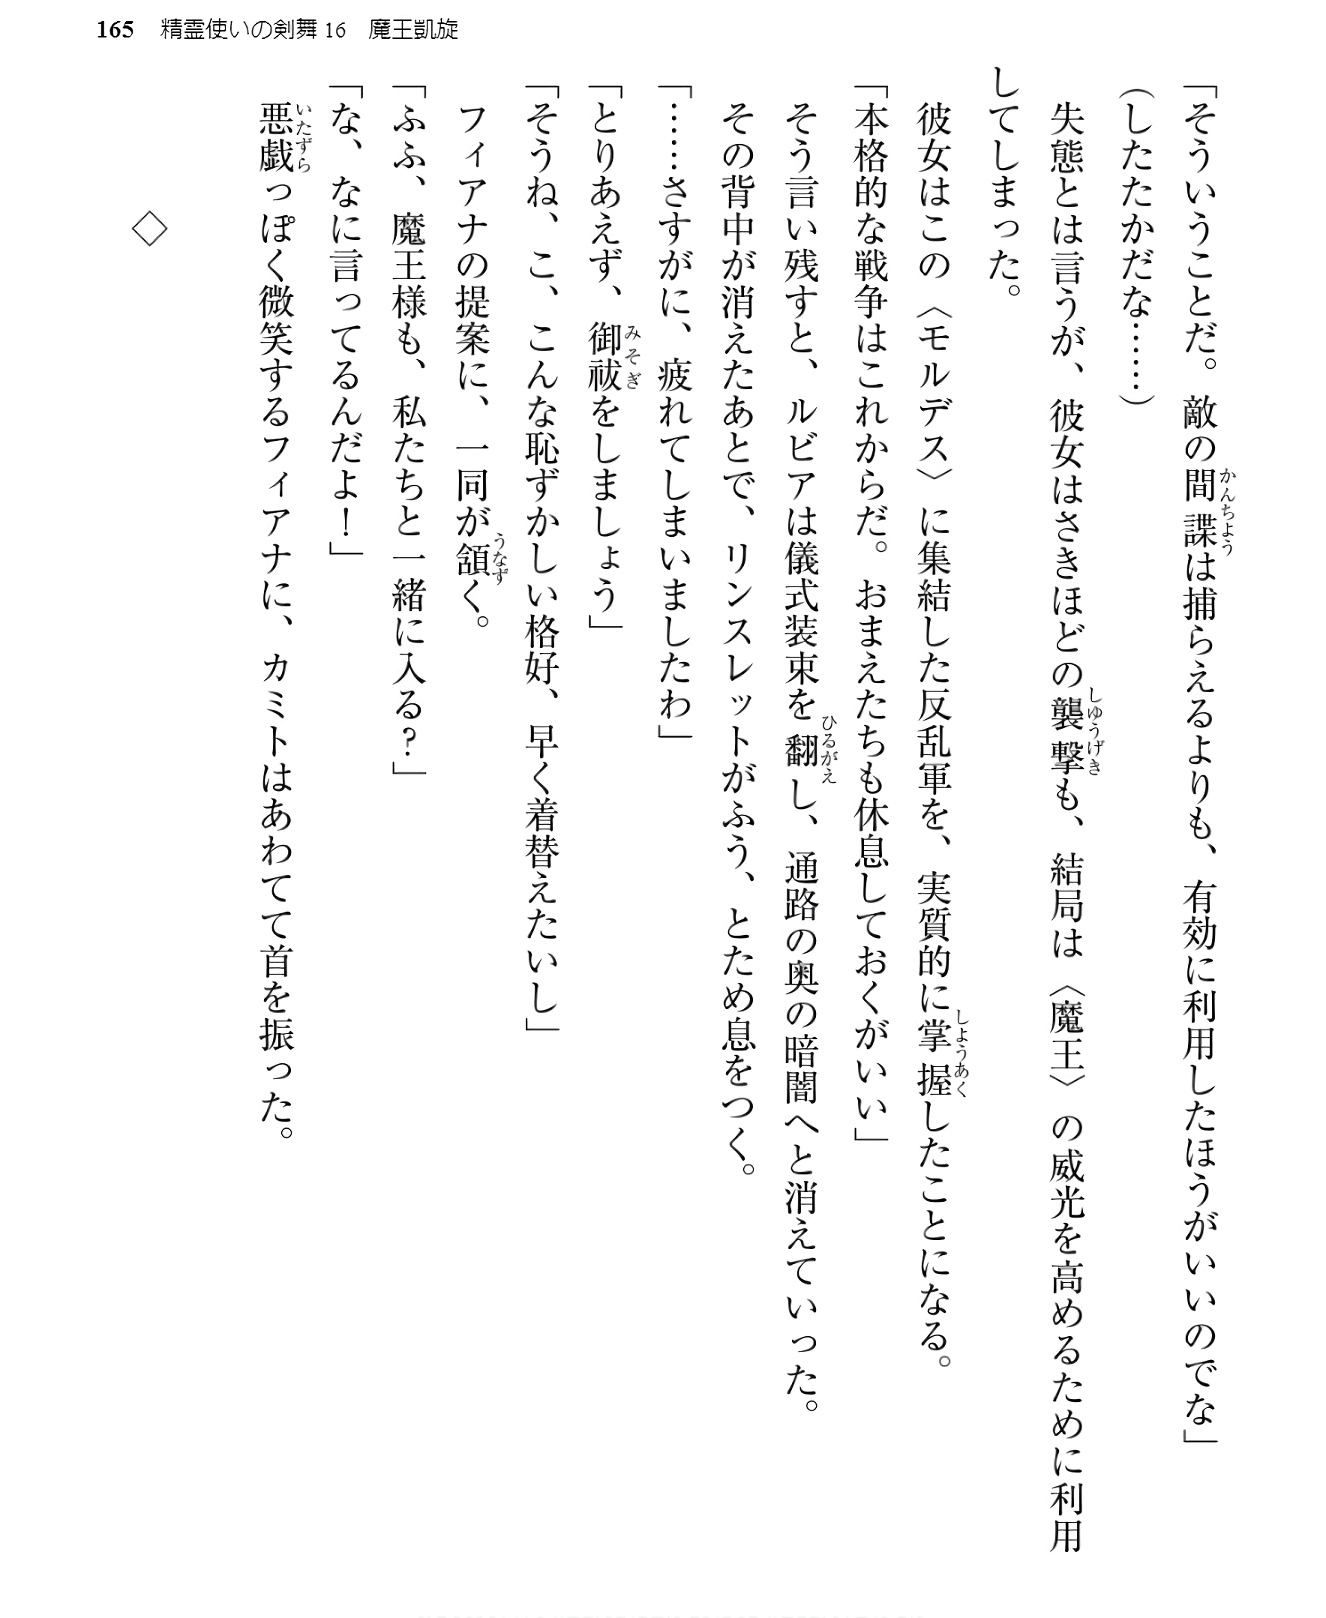 165　精霊使いの剣舞 16　魔王凱旋
「そういうことだ。敵の間諜は捕らえるよりも、有効に利用したほうがいいのでな」
(したたかだな……)
失態とは言うが、彼女はさきほどの襲撃も、結局は〈魔王〉の威光を高めるために利用
してしまった。
彼女はこの〈モルデス〉に集結した反乱軍を、実質的に掌握したことになる。
「本格的な戦争はこれからだ。おまえたちも休息しておくがいい」
そう言い残すと、ルビアは儀式装束を翻し、通路の奥の暗闇へと消えていった。
その背中が消えたあとで、リンスレットがふう、とため息をつく。
「……さすがに、疲れてしまいましたわ」
「とりあえず、御祓をしましょう」
「そうね、こ、こんな恥ずかしい格好、早く着替えたいし」
フィアナの提案に、一同が頷く。
「ふふ、魔王様も、私たちと一緒に入る?」
「な、なに言ってるんだよ!」
悪戯っぽく微笑するフィアナに、カミトはあわてて首を振った。
◇